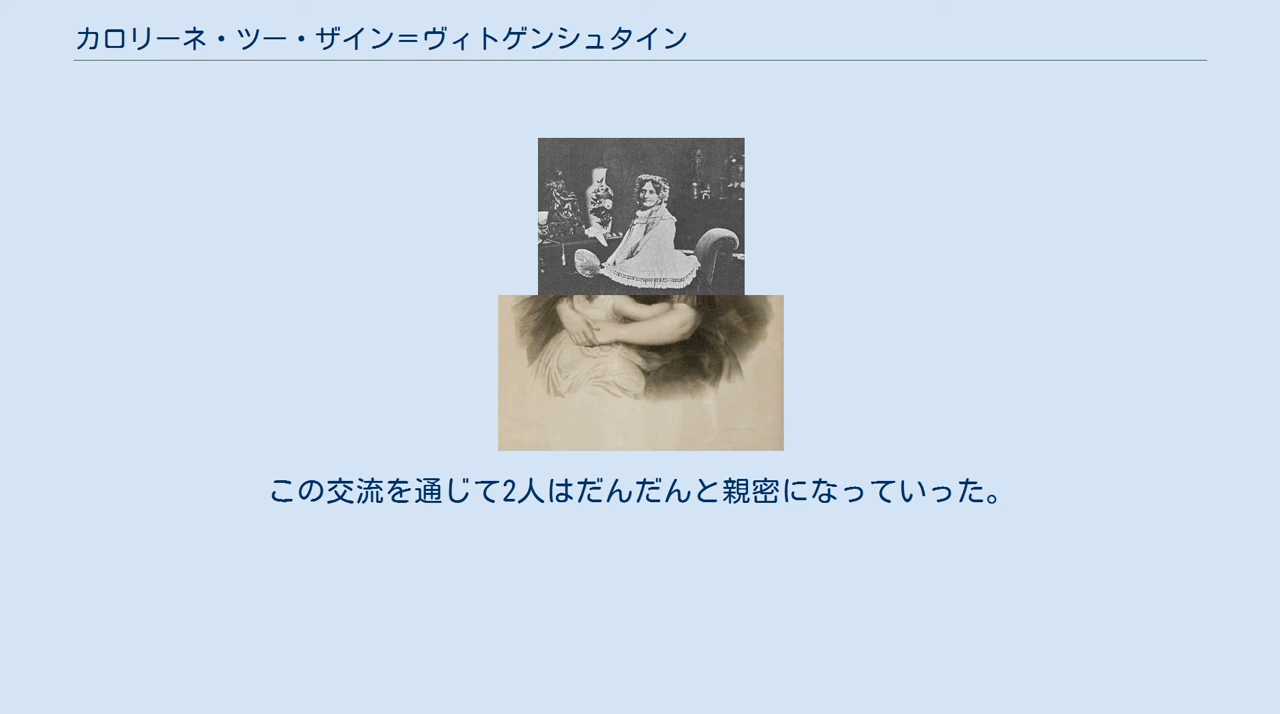 カロリーネ・ツー・ザイン＝ヴィトゲンシュタイン
この交流を通じて2人はだんだんと親密になっていった。